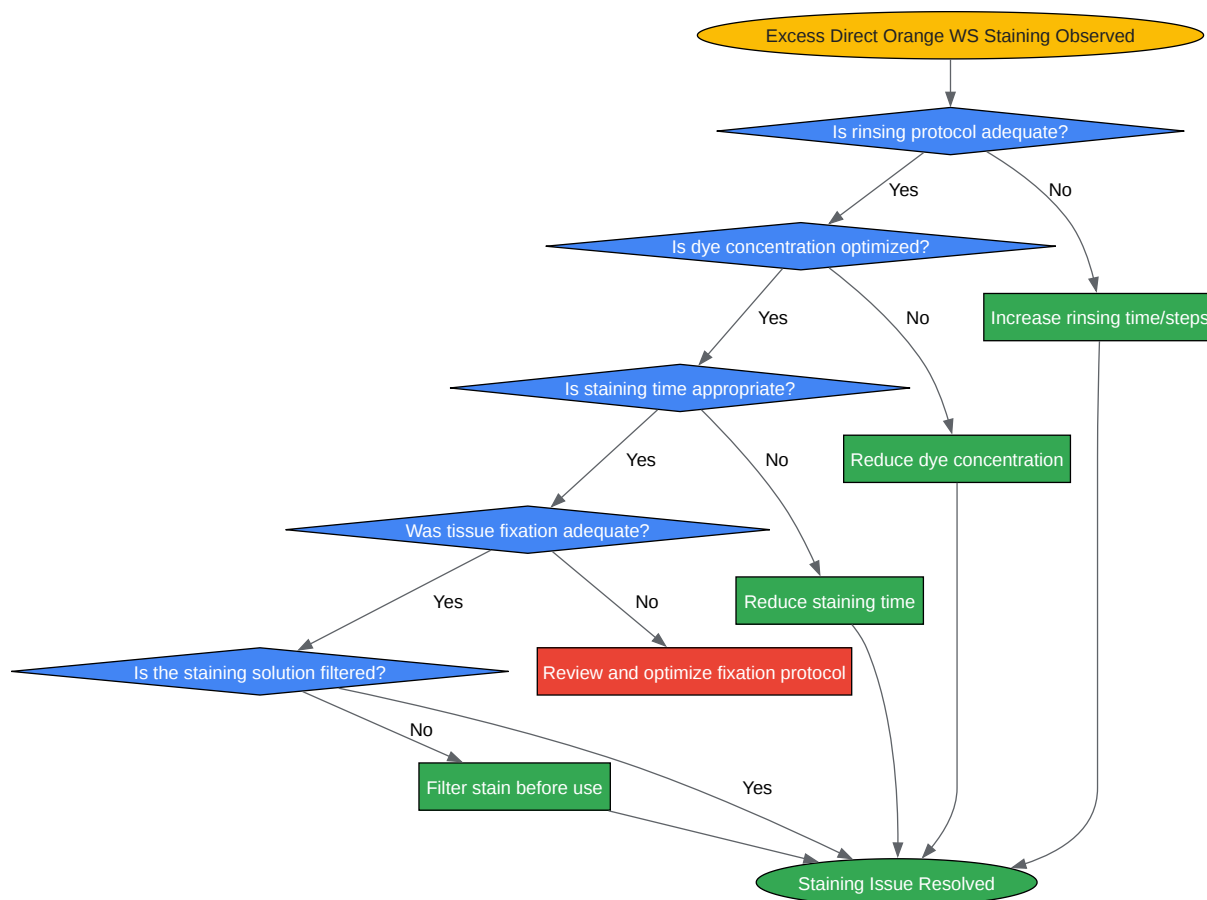 Excess Direct Orange WS Staining Observed
Is rinsing protocol adequate?
Yes
No
Is dye concentration optimized?
Increase rinsing time/steps
Yes
No
Is staining time appropriate?
Reduce dye concentration
Yes
No
Was tissue fixation adequate?
Reduce staining time
Yes
No
Is the staining solution filtered?
Review and optimize fixation protocol
No
Yes
Filter stain before use
Staining Issue Resolved